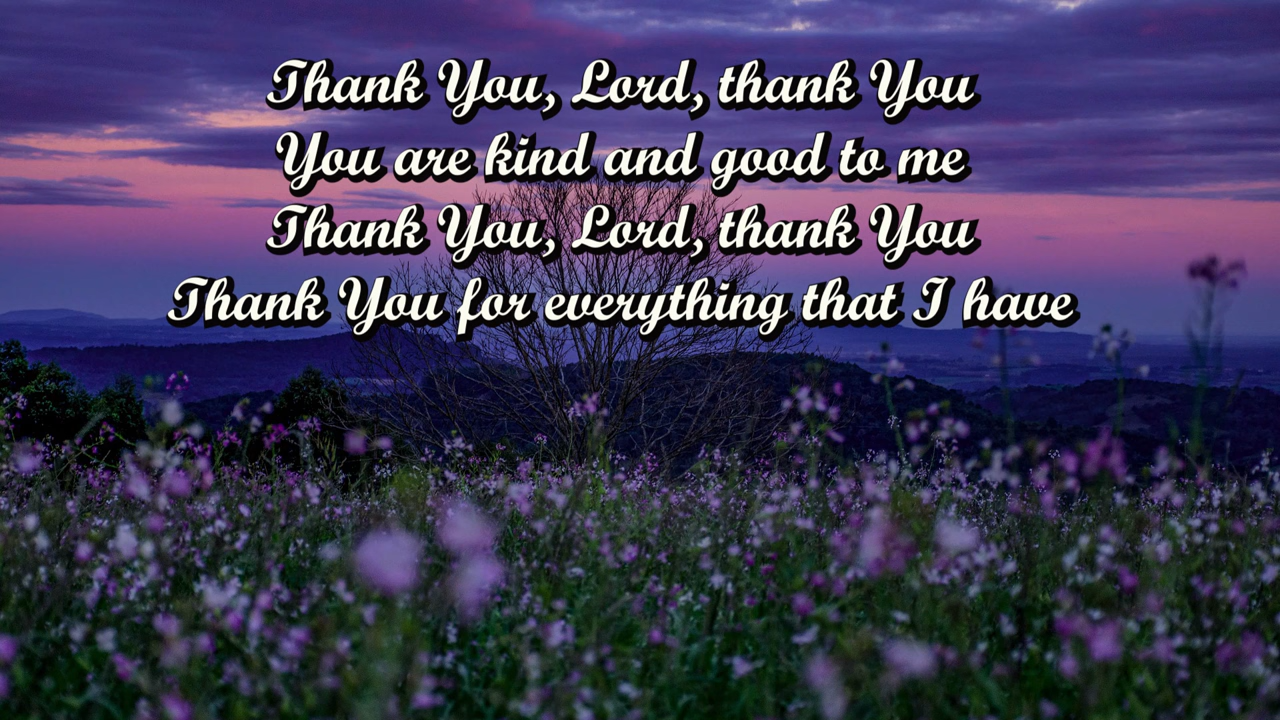 Thank You, Lord, thank You
You are kind and good to me
Thank You, Lord, thank You
Thank You for everything that I have